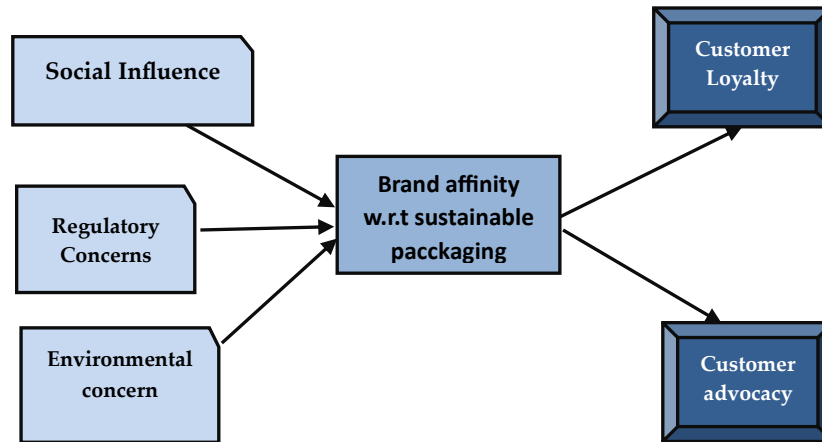 Social Influence
Regulatory
Concerns
Environmental
concern
Brand affinity
w.r.t sustainable
pacckaging
Customer
Loyalty
Customer
advocacy